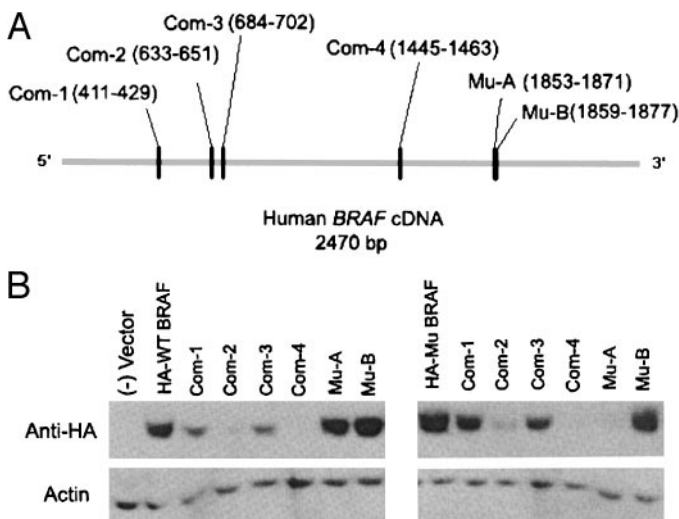 A
Com-3 (684-702)
Com-2 (633-651)
Com-4 (1445-1463)
Com-1 (411-429)
Mu-A (1853-1871)
Mu-B(1859-1877)
5'
3'
Human BRAF cDNA
2470 bp
B
(-) Vector
HA-WT BRAF
Com-1
Com-2
Com-3
Com-4
Mu-A
Mu-B
HA-Mu BRAF
Com-1
Com-2
Com-3
Com-4
Mu-A
Mu-B
Anti-HA
Actin